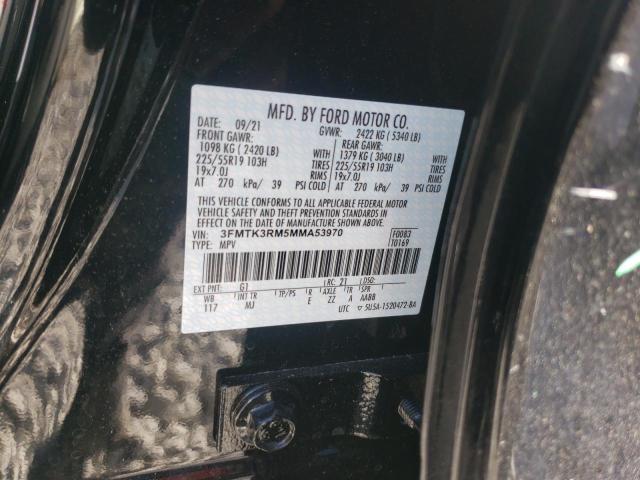 MFD. BY FORD MOTOR CO.
DATE: 09/21 GVWR: 2422 KG ( 5340 LB)
FRONT GAWR: REAR GAWR:
1098 KG ( 2420 LB) WITH 1379 KG ( 3040 LB) WITH
225/55R19 103H TIRES 225/55R19 103H TIRES
19x7.0J RIMS 19x7.0J RIMS
AT 270 kPa/ 39 PSI COLD AT 270 kPa/ 39 PSI COLD
THIS VEHICLE CONFORMS TO ALL APPLICABLE FEDERAL MOTOR
VEHICLE SAFETY AND THEFT PREVENTION STANDARDS IN
EFFECT ON THE DATE OF MANUFACTURE SHOWN ABOVE.
VIN: 3FMTK3RM5MMA53970 F0083
TYPE: MPV T0169
EXT PNT: G1 RC: 21 DSO:
WB INT TR TP/PS R AXLE TR SPR
117 MJ E ZZ A AABB
UTC 5U5A-1520472-BA